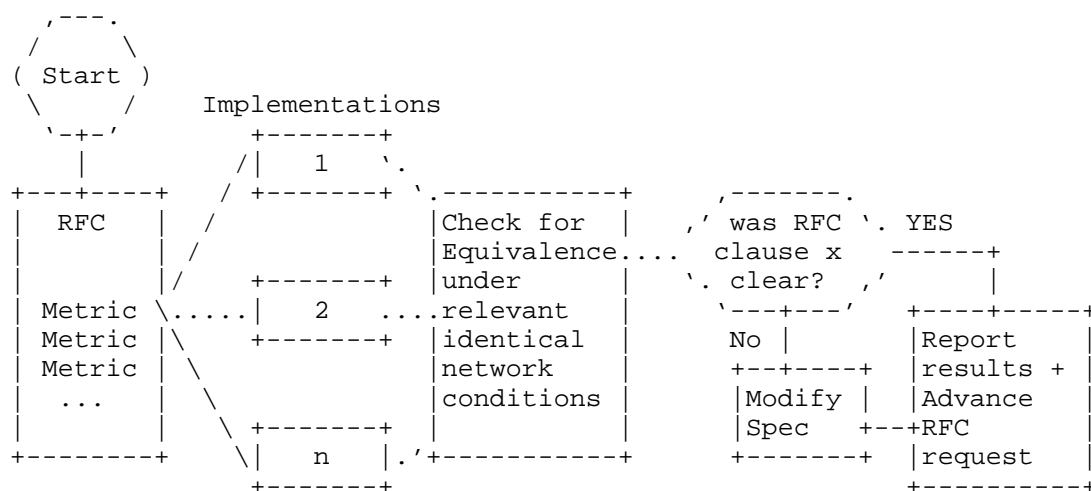 Start
Implementations
1
RFC
Metric
Metric
Metric
...
2
n
Check for
Equivalence
under
relevant
identical
network
conditions
was RFC
clause x
clear?
YES
No
Modify
Spec
Report
results +
Advance
RFC
request